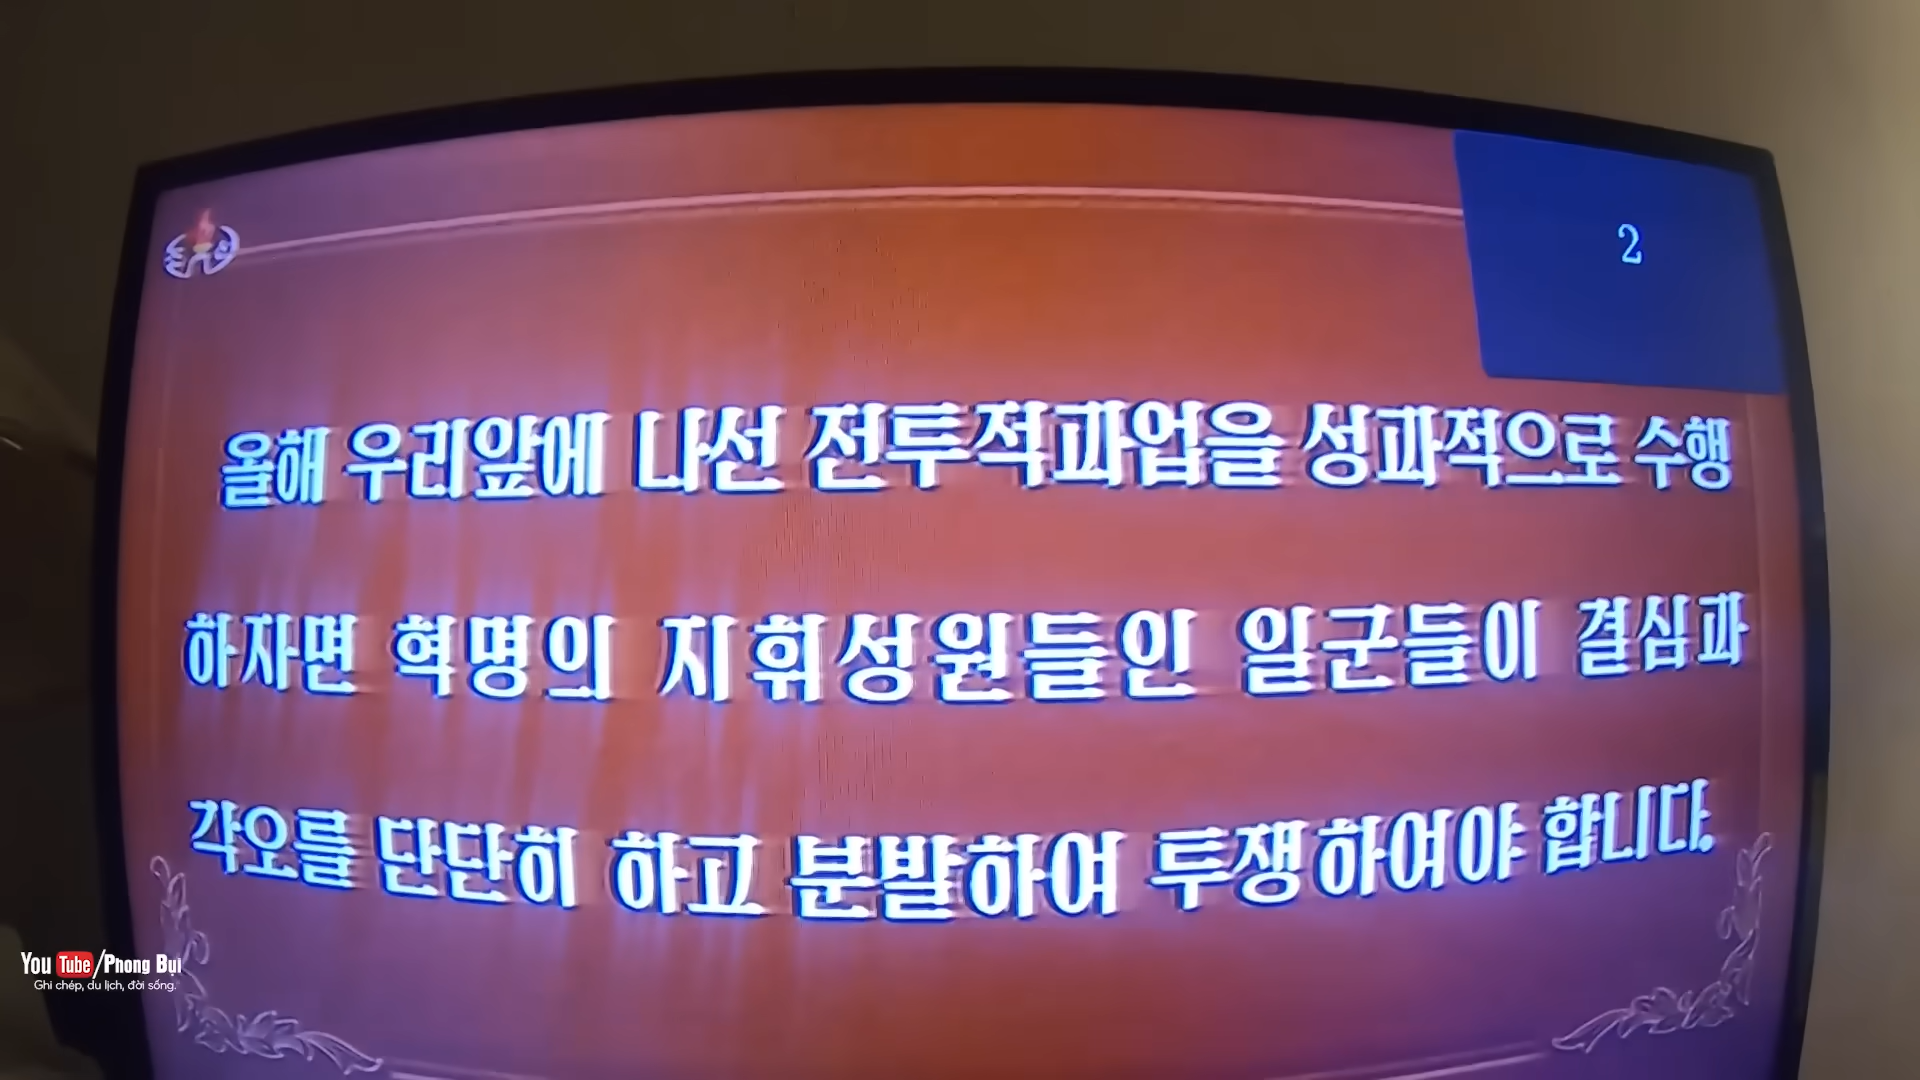 2
올해 우리앞에 나선 전투적과업을 성과적으로 수행
하자면 혁명의 지휘성원들인 일군들이 결심과
각오를 단단히 하고 분발하여 투쟁하여야 합니다.
YouTube/Phong Bụi
Ghi chép, du lịch, đời sống.